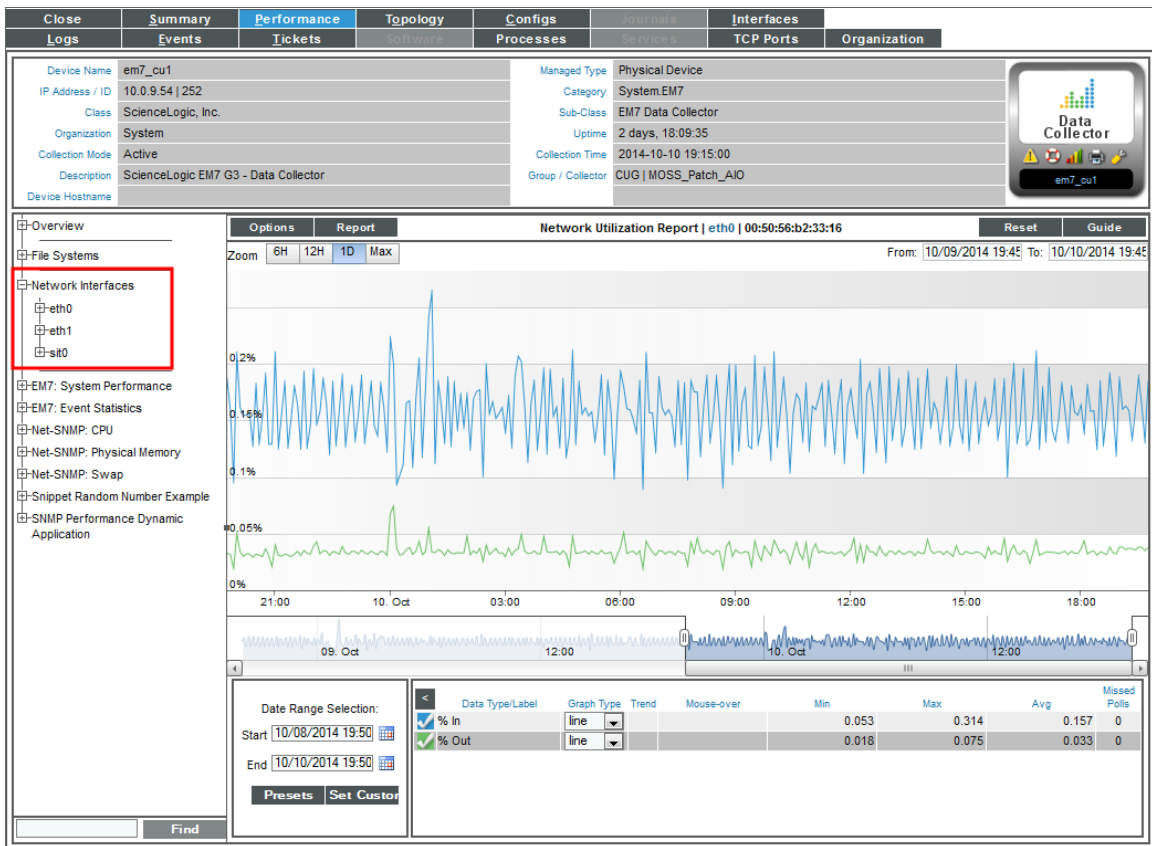 Close Summary Performance Topology Configs Journals Interfaces
Logs Events Tickets Software Processes Services TCP Ports Organization
Device Name em7_cu1 Managed Type Physical Device
IP Address / ID 10.0.9.54 | 252 Category System.EM7
Class ScienceLogic, Inc. Sub-Class EM7 Data Collector
Organization System Uptime 2 days, 18:09:35
Collection Mode Active Collection Time 2014-10-10 19:15:00
Description ScienceLogic EM7 G3 - Data Collector Group / Collector CUG | MOSS_Patch_AIO
Device Hostname
Data
Collector
em7_cu1
Overview
File Systems
Network Interfaces
eth0
eth1
sit0
EM7: System Performance
EM7: Event Statistics
Net-SNMP: CPU
Net-SNMP: Physical Memory
Net-SNMP: Swap
Snippet Random Number Example
SNMP Performance Dynamic
Application
Find
Options Report Network Utilization Report | eth0 | 00:50:56:b2:33:16 Reset Guide
Zoom 6H 12H 1D Max From: 10/09/2014 19:45 To: 10/10/2014 19:45
0.2%
0.15%
0.1%
0.05%
0%
21:00 10. Oct 03:00 06:00 09:00 12:00 15:00 18:00
09. Oct 12:00 10. Oct 12:00
Date Range Selection:
Start 10/08/2014 19:50
End 10/10/2014 19:50
Presets Set Custor
< Data Type/Label Graph Type Trend Mouse-over Min Max Avg Missed
Polls
% In line 0.053 0.314 0.157 0
% Out line 0.018 0.075 0.033 0